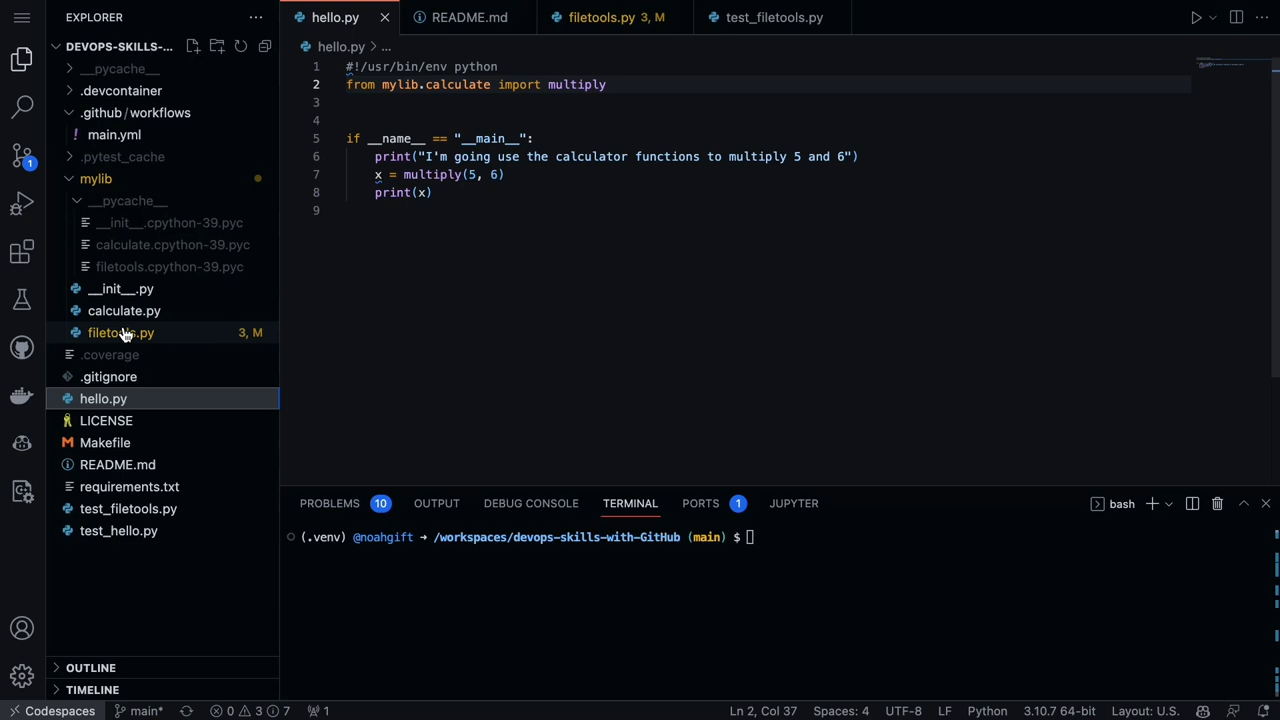 EXPLORER
DEVOPS-SKILLS-...
__pycache__
.devcontainer
.github/workflows
! main.yml
.pytest_cache
mylib
__pycache__
__init__.cpython-39.pyc
calculate.cpython-39.pyc
filetools.cpython-39.pyc
__init__.py
calculate.py
filetools.py 3, M
.coverage
.gitignore
hello.py
LICENSE
Makefile
README.md
requirements.txt
test_filetools.py
test_hello.py
OUTLINE
TIMELINE
1
hello.py
README.md
filetools.py 3, M
test_filetools.py
hello.py > ...
1 #!/usr/bin/env python
2 from mylib.calculate import multiply
3
4
5 if __name__ == "__main__":
6 print("I'm going use the calculator functions to multiply 5 and 6")
7 x = multiply(5, 6)
8 print(x)
9
PROBLEMS 10 OUTPUT DEBUG CONSOLE TERMINAL PORTS 1 JUPYTER
bash
(.venv) @noahgift → /workspaces/devops-skills-with-GitHub (main) $
Codespaces main* 0 3 7 1 Ln 2, Col 37 Spaces: 4 UTF-8 LF Python 3.10.7 64-bit Layout: U.S.